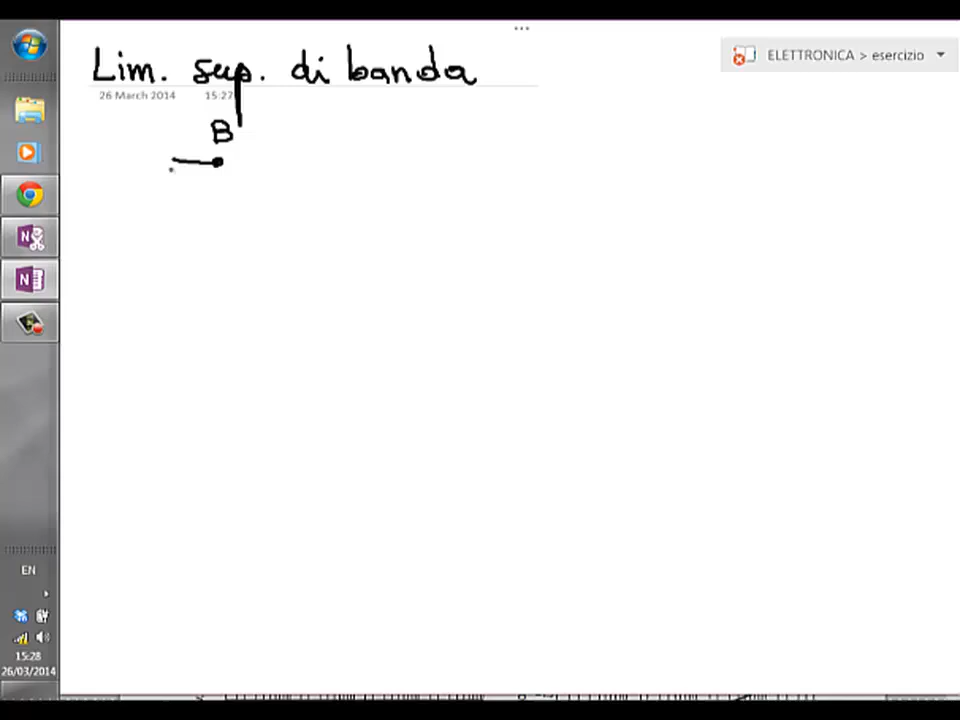 Lim. sup. di banda
ELETTRONICA > esercizio
26 March 2014 15:27
B
EN
15:28
26/03/2014